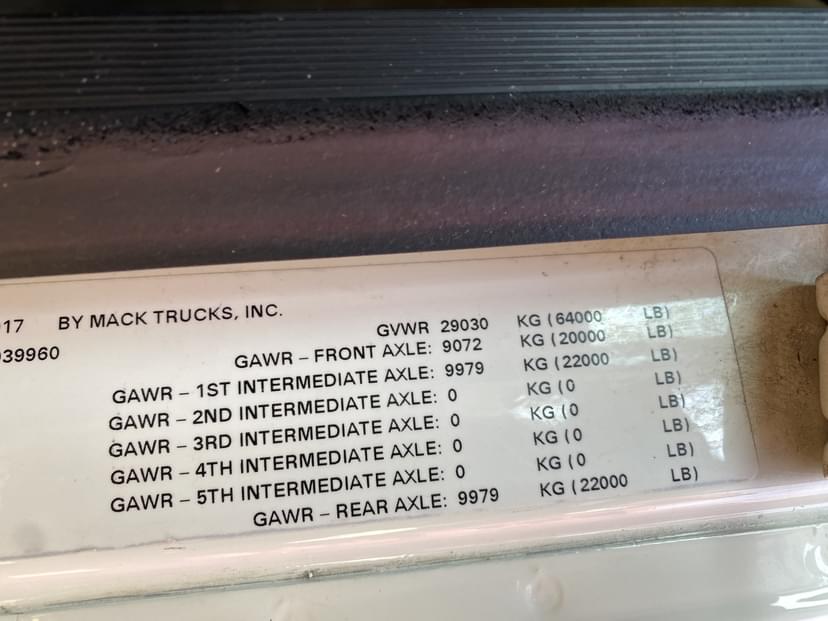 17 BY MACK TRUCKS, INC.
39960
GVWR 29030 KG (64000 LB)
GAWR – FRONT AXLE: 9072 KG (20000 LB)
GAWR – 1ST INTERMEDIATE AXLE: 9979 KG (22000 LB)
GAWR – 2ND INTERMEDIATE AXLE: 0 KG (0 LB)
GAWR – 3RD INTERMEDIATE AXLE: 0 KG (0 LB)
GAWR – 4TH INTERMEDIATE AXLE: 0 KG (0 LB)
GAWR – 5TH INTERMEDIATE AXLE: 0 KG (0 LB)
GAWR – REAR AXLE: 9979 KG (22000 LB)